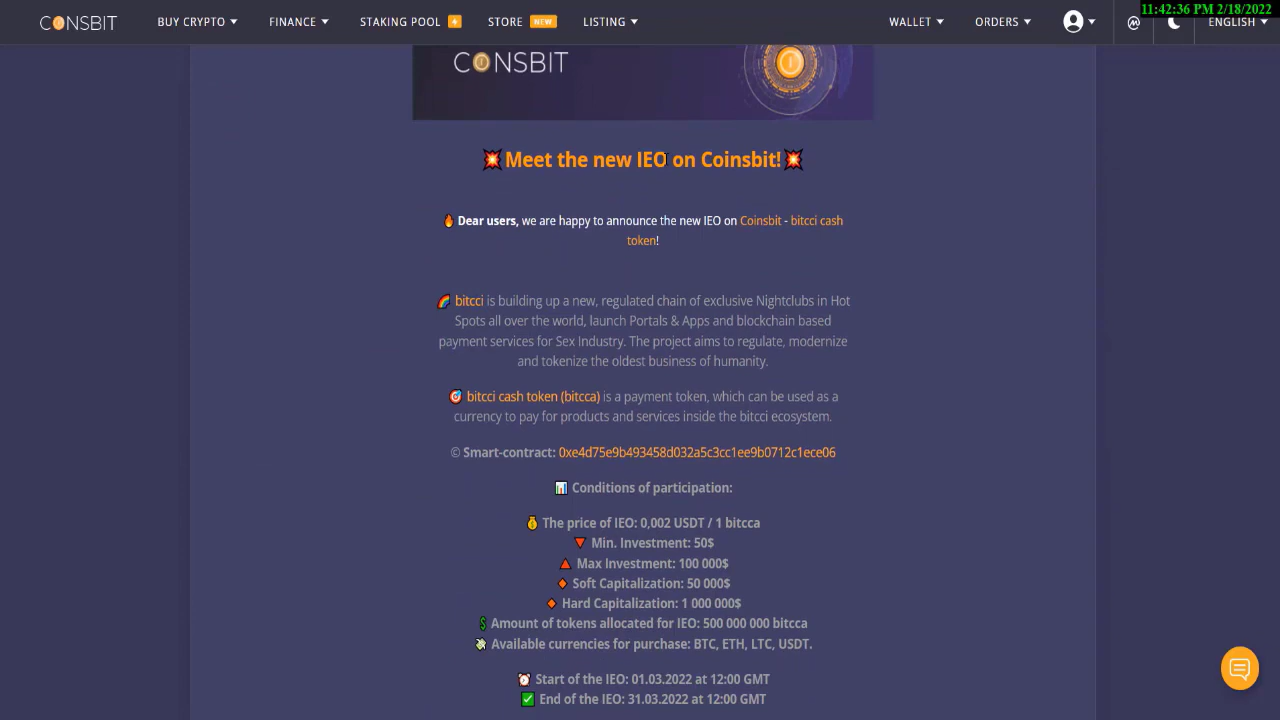 11:42:36 PM 2/18/2022
CONSBIT BUY CRYPTO FINANCE STAKING POOL STORE NEW LISTING WALLET ORDERS ENGLISH
CONSBIT
💥 Meet the new IEO on Coinsbit! 💥
🔥 Dear users, we are happy to announce the new IEO on Coinsbit - bitcci cash
token!
🌈 bitcci is building up a new, regulated chain of exclusive Nightclubs in Hot
Spots all over the world, launch Portals & Apps and blockchain based
payment services for Sex Industry. The project aims to regulate, modernize
and tokenize the oldest business of humanity.
🎯 bitcci cash token (bitcca) is a payment token, which can be used as a
currency to pay for products and services inside the bitcci ecosystem.
© Smart-contract: 0xe4d75e9b493458d032a5c3cc1ee9b0712c1ece06
📊 Conditions of participation:
💰 The price of IEO: 0,002 USDT / 1 bitcca
🔻 Min. Investment: 50$
🔺 Max Investment: 100 000$
🔸 Soft Capitalization: 50 000$
🔸 Hard Capitalization: 1 000 000$
💲 Amount of tokens allocated for IEO: 500 000 000 bitcca
💸 Available currencies for purchase: BTC, ETH, LTC, USDT.
⏰ Start of the IEO: 01.03.2022 at 12:00 GMT
✅ End of the IEO: 31.03.2022 at 12:00 GMT